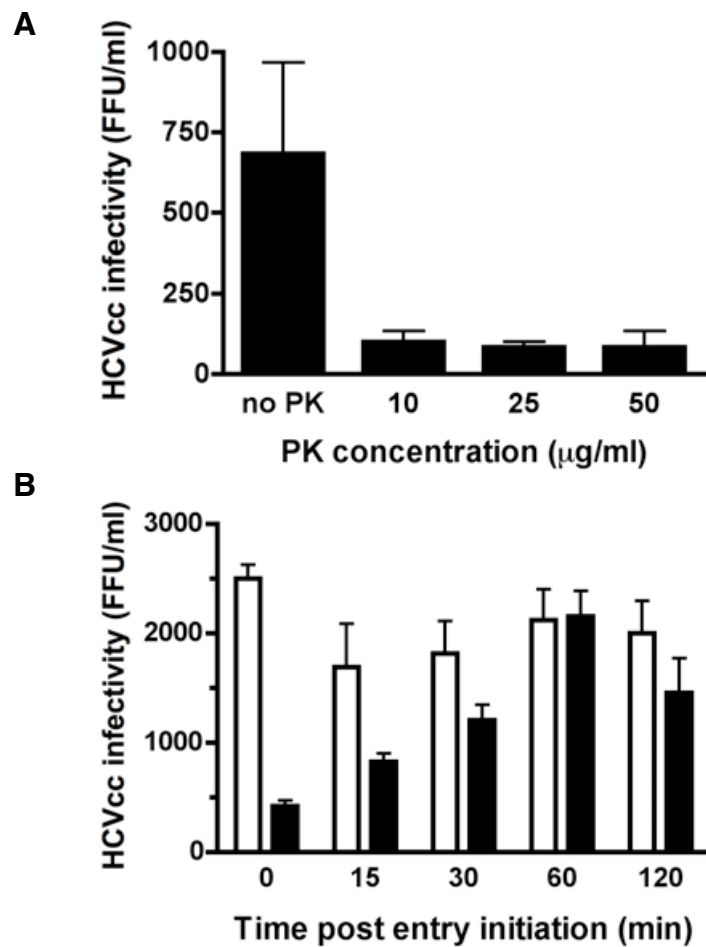 A
HCVcc infectivity (FFU/ml)
1000
750
500
250
0
no PK 10 25 50
PK concentration (μg/ml)
B
HCVcc infectivity (FFU/ml)
3000
2000
1000
0
0 15 30 60 120
Time post entry initiation (min)